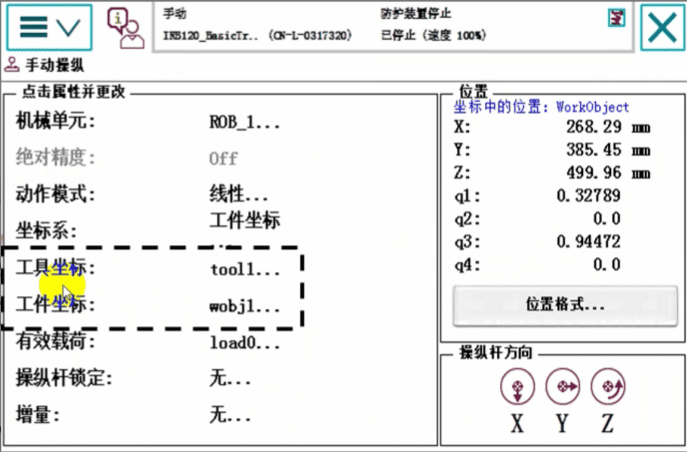 手动
防护装置停止
IRB120_BasicTr.. (CN-L-0317320)
已停止 (速度 100%)
手动操纵
点击属性并更改
机械单元: ROB_1...
绝对精度: Off
动作模式: 线性...
坐标系: 工件坐标...
工具坐标: tool1...
工件坐标: wobj1...
有效载荷: load0...
操纵杆锁定: 无...
增量: 无...
位置
坐标中的位置: WorkObject
X: 268.29 mm
Y: 385.45 mm
Z: 499.96 mm
q1: 0.32789
q2: 0.0
q3: 0.94472
q4: 0.0
位置格式...
操纵杆方向
X Y Z